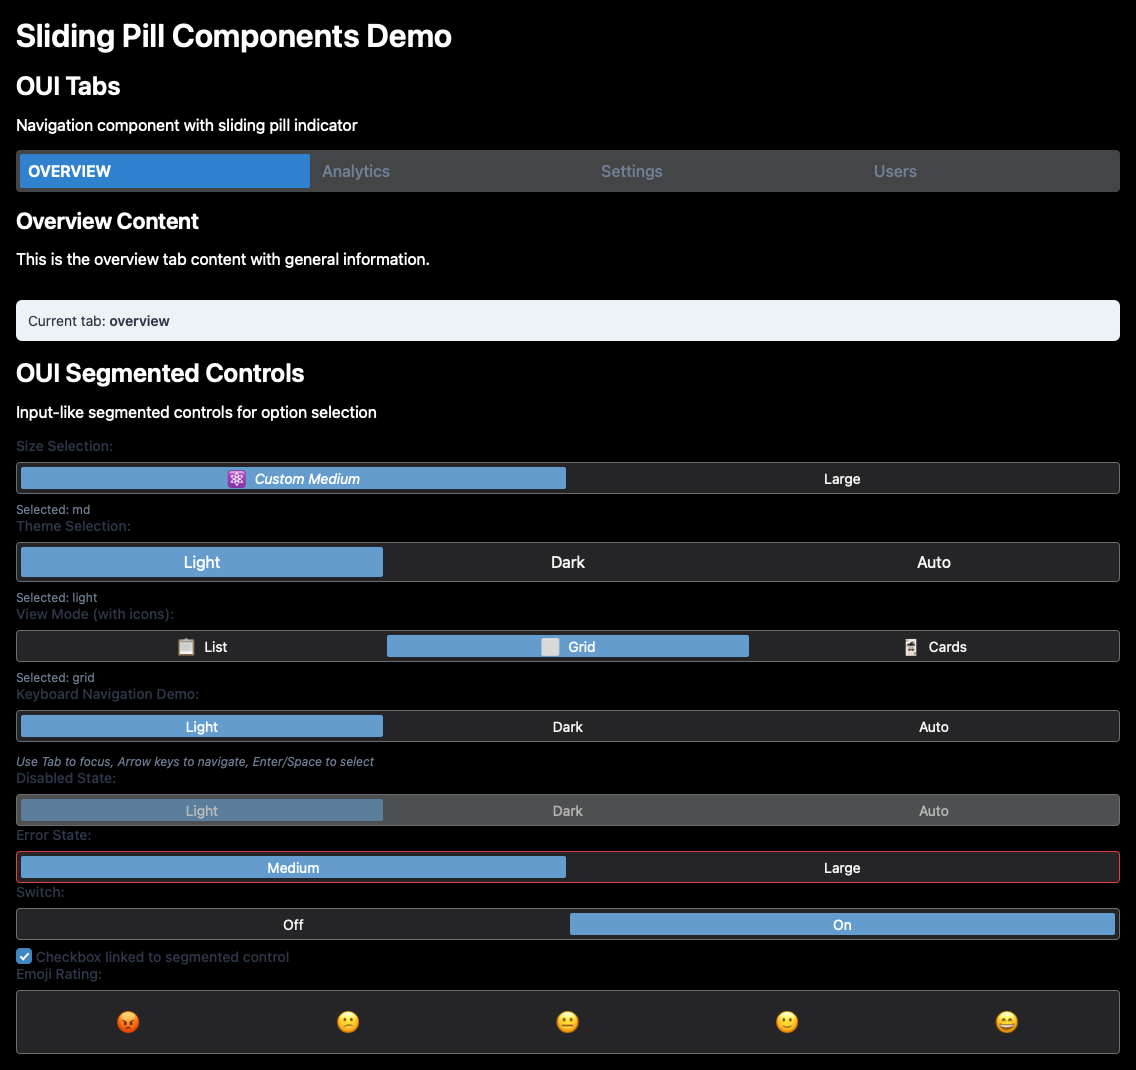 Sliding Pill Components Demo
OUI Tabs
Navigation component with sliding pill indicator
OVERVIEW Analytics Settings Users
Overview Content
This is the overview tab content with general information.
Current tab: overview
OUI Segmented Controls
Input-like segmented controls for option selection
Size Selection:
⚛️ Custom Medium Large
Selected: md
Theme Selection:
Light Dark Auto
Selected: light
View Mode (with icons):
List Grid Cards
Selected: grid
Keyboard Navigation Demo:
Light Dark Auto
Use Tab to focus, Arrow keys to navigate, Enter/Space to select
Disabled State:
Light Dark Auto
Error State:
Medium Large
Switch:
Off On
Checkbox linked to segmented control
Emoji Rating:
😡 😕 😐 🙂 😄